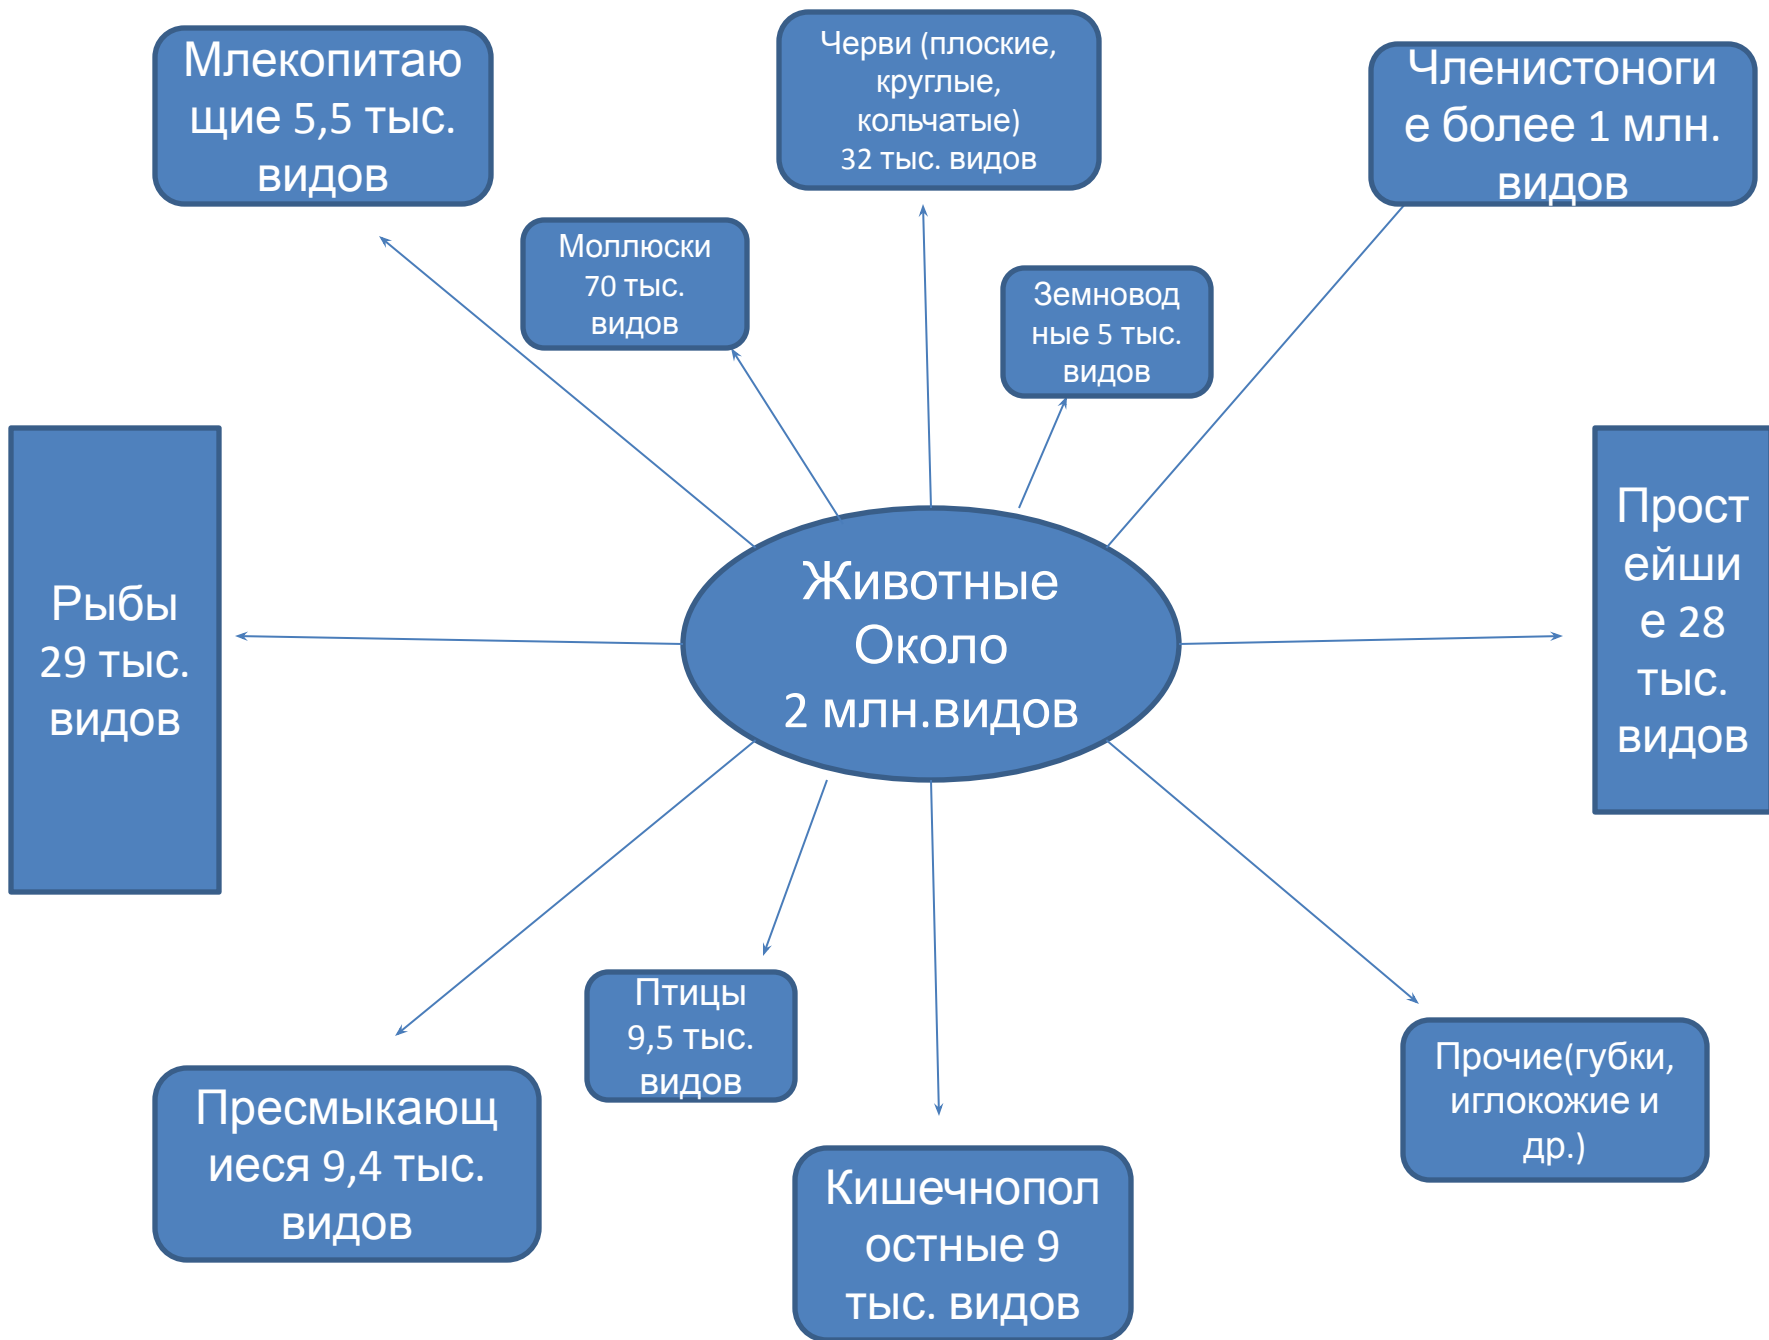 Млекопитаю
щие 5,5 тыс.
видов
Черви (плоские,
круглые,
кольчатые)
32 тыс. видов
Членистоноги
е более 1 млн.
видов
Моллюски
70 тыс.
видов
Земновод
ные 5 тыс.
видов
Рыбы
29 тыс.
видов
Животные
Около
2 млн.видов
Прост
ейши
е 28
тыс.
видов
Пресмыкающ
иеся 9,4 тыс.
видов
Птицы
9,5 тыс.
видов
Кишечнопол
остные 9
тыс. видов
Прочие(губки,
иглокожие и
др.)